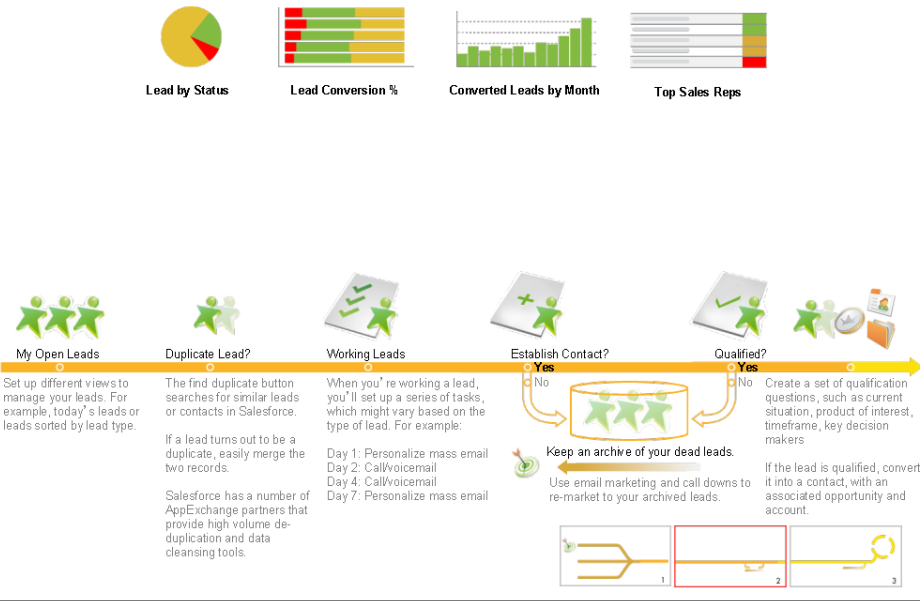 Lead by Status
Lead Conversion %
Converted Leads by Month
Top Sales Reps
My Open Leads
Set up different views to
manage your leads. For
example, today's leads or
leads sorted by lead type.
Duplicate Lead?
The find duplicate button
searches for similar leads
or contacts in Salesforce.
If a lead turns out to be a
duplicate, easily merge the
two records.
Salesforce has a number of
AppExchange partners that
provide high volume de-
duplication and data
cleansing tools.
Working Leads
When you're working a lead,
you'll set up a series of tasks,
which might vary based on the
type of lead. For example:
Day 1: Personalize mass email
Day 2: Call/voicemail
Day 4: Call/voicemail
Day 7: Personalize mass email
Establish Contact?
Yes
No
Keep an archive of your dead leads.
Use email marketing and call downs to
re-market to your archived leads.
Qualified?
Yes
No
Create a set of qualification
questions, such as current
situation, product of interest,
timeframe, key decision
makers
If the lead is qualified, convert
it into a contact, with an
associated opportunity and
account.
1
2
3